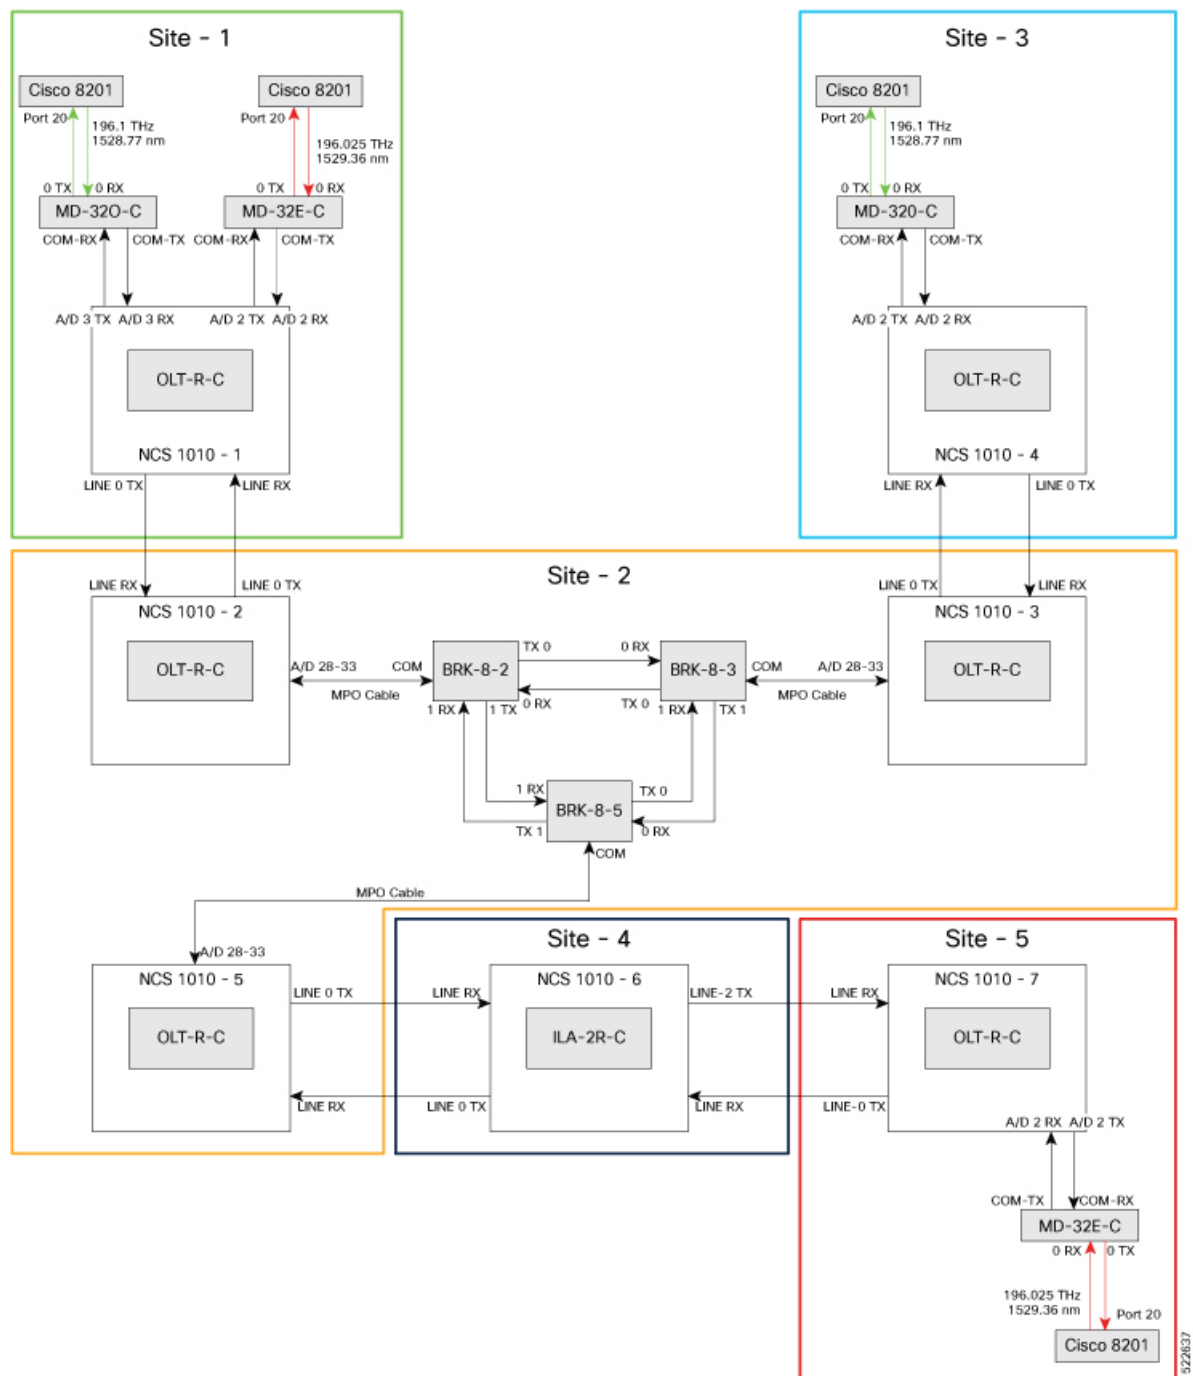 Site - 1
Site - 3
Cisco 8201
Cisco 8201
Cisco 8201
Port 20
196.1 THz
1528.77 nm
Port 20
196.025 THz
1529.36 nm
Port 20
196.1 THz
1528.77 nm
0 TX
0 RX
0 TX
0 RX
0 TX
0 RX
MD-32O-C
MD-32E-C
MD-320-C
COM-RX
COM-TX
COM-RX
COM-TX
COM-RX
COM-TX
A/D 3 TX
A/D 3 RX
A/D 2 TX
A/D 2 RX
A/D 2 TX
A/D 2 RX
OLT-R-C
OLT-R-C
NCS 1010 - 1
NCS 1010 - 4
LINE 0 TX
LINE RX
LINE RX
LINE 0 TX
Site - 2
LINE RX
LINE 0 TX
LINE 0 TX
LINE RX
NCS 1010 - 2
NCS 1010 - 3
OLT-R-C
A/D 28-33
COM
MPO Cable
BRK-8-2
TX 0
0 RX
BRK-8-3
COM
A/D 28-33
MPO Cable
OLT-R-C
1 RX
1 TX
0 RX
TX 0
1 RX
TX 1
1 RX
TX 0
BRK-8-5
TX 1
0 RX
COM
MPO Cable
A/D 28-33
Site - 4
Site - 5
NCS 1010 - 5
NCS 1010 - 6
NCS 1010 - 7
LINE 0 TX
LINE RX
LINE-2 TX
LINE RX
OLT-R-C
ILA-2R-C
OLT-R-C
LINE RX
LINE 0 TX
LINE RX
LINE-0 TX
A/D 2 RX
A/D 2 TX
COM-TX
COM-RX
MD-32E-C
0 RX
0 TX
196.025 THz
1529.36 nm
Port 20
Cisco 8201
522637